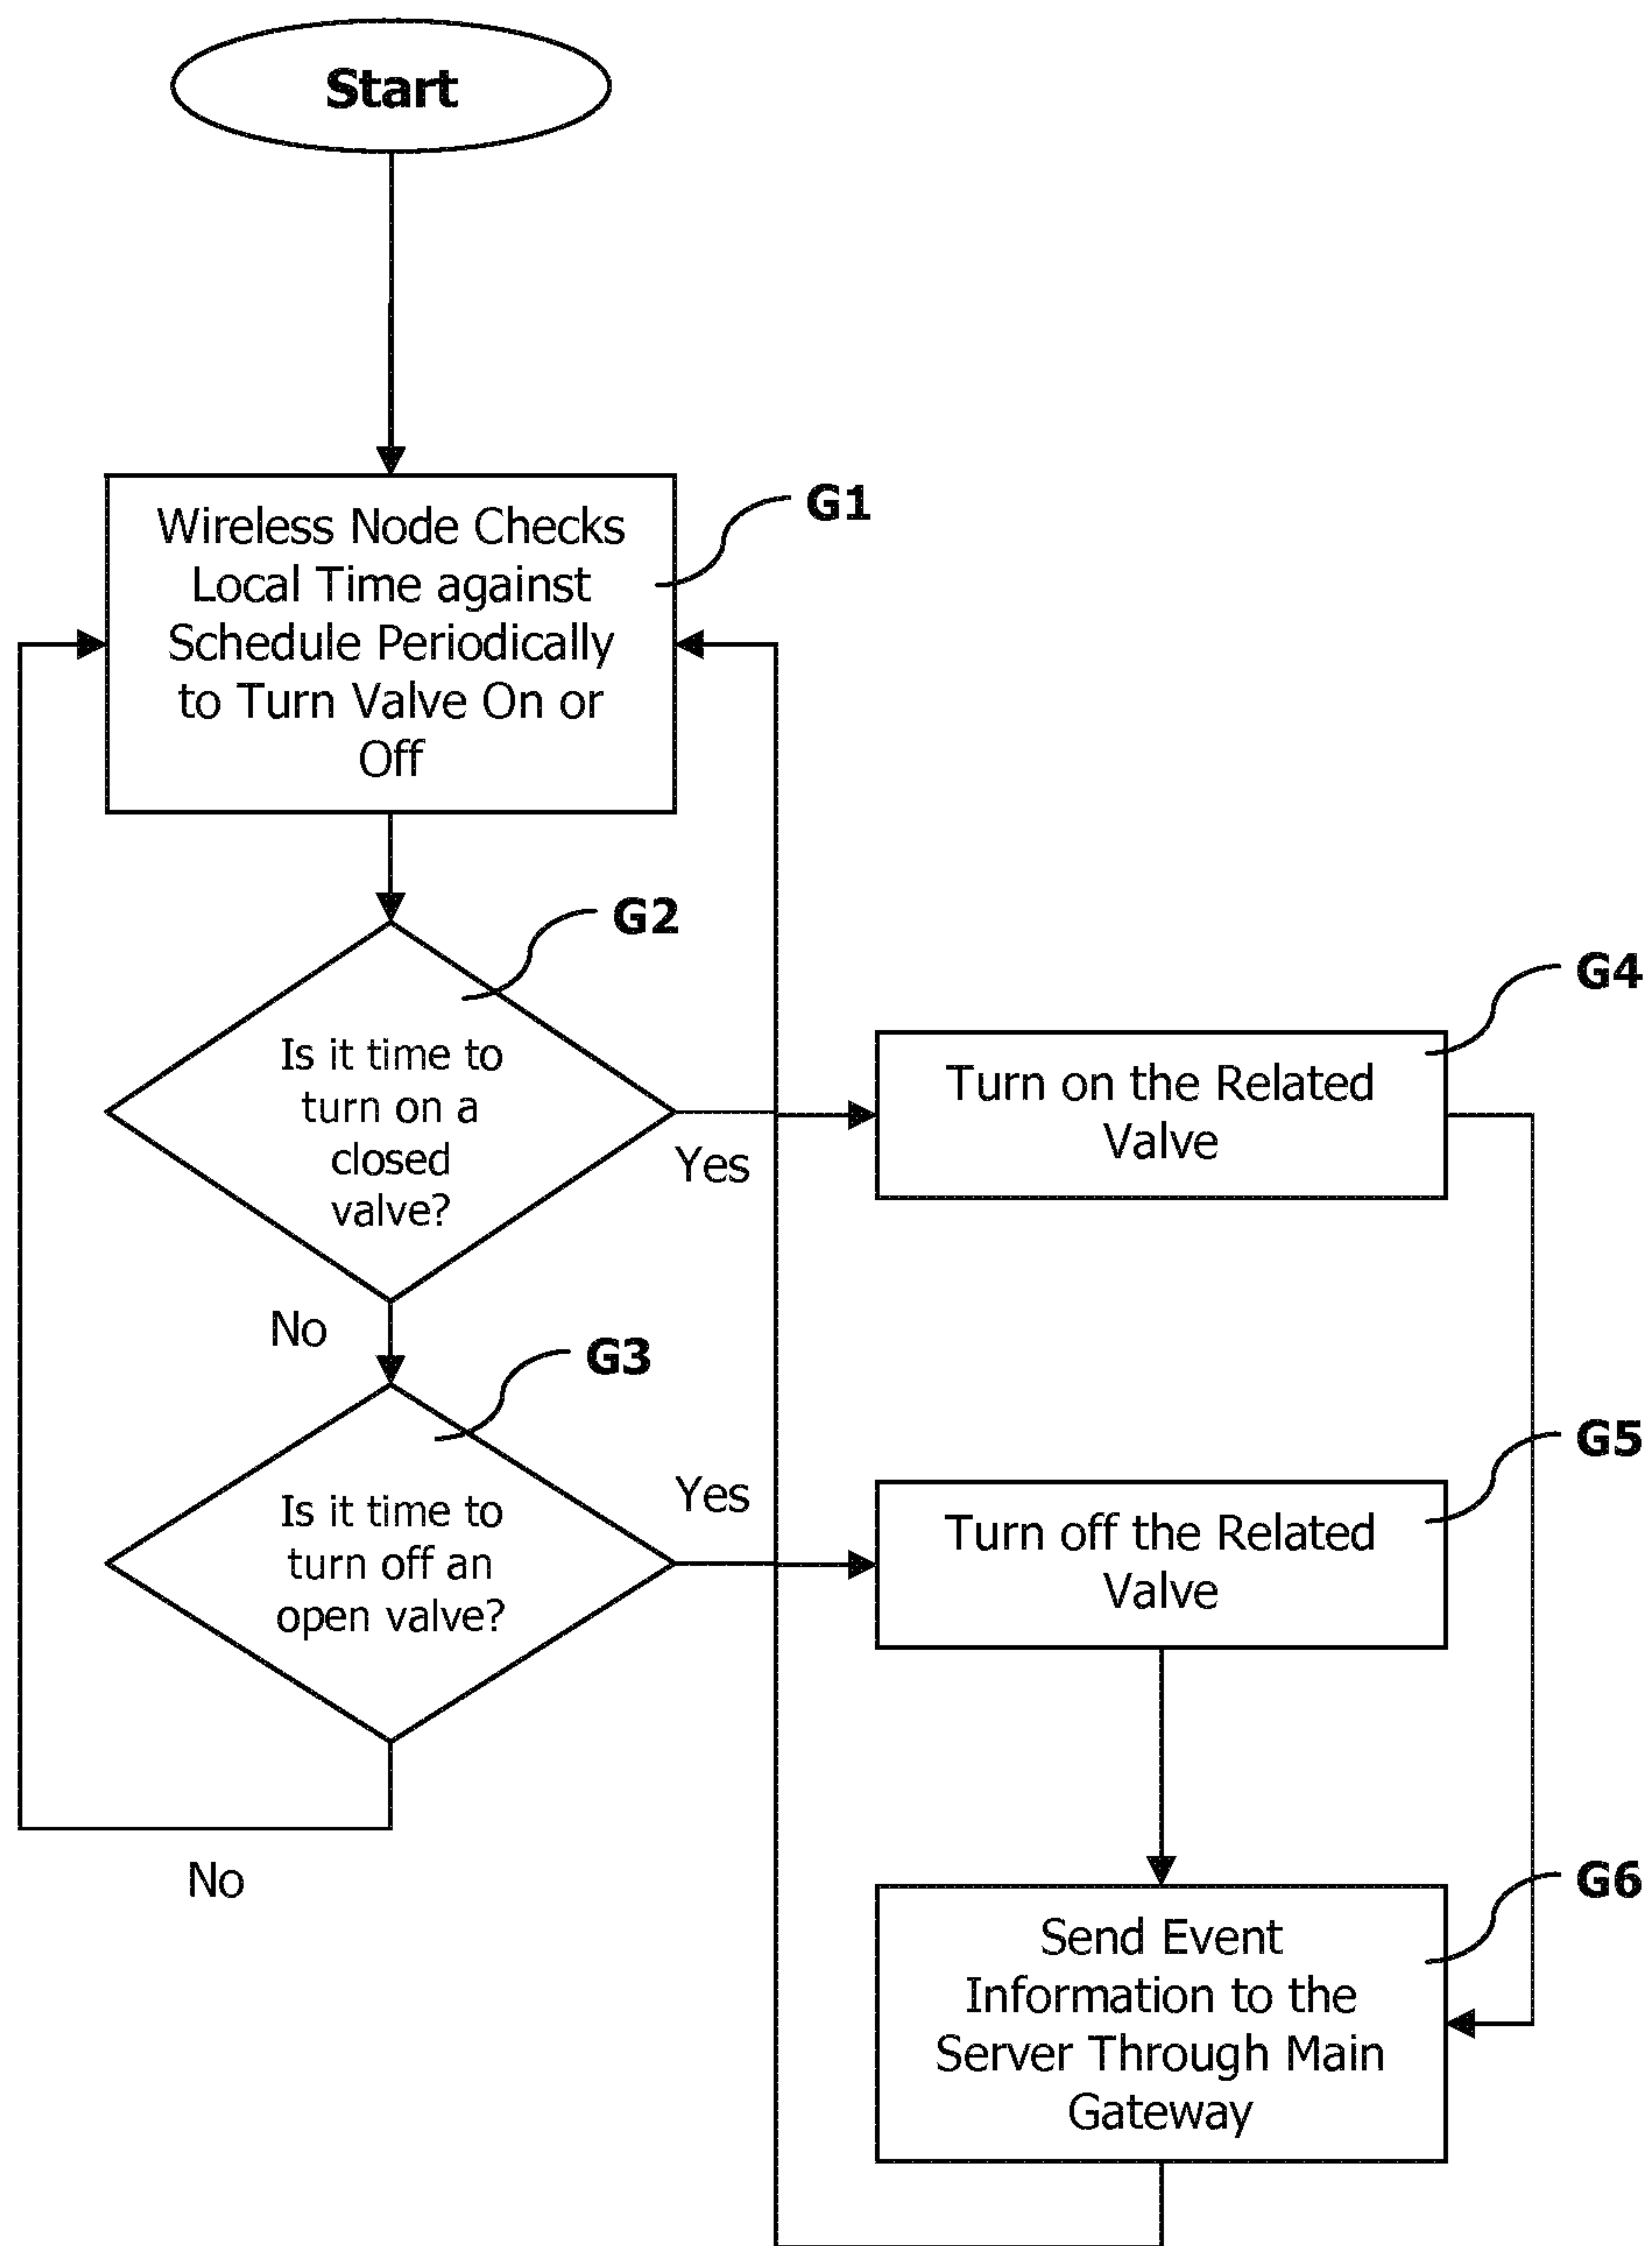 Start
Wireless Node Checks
Local Time against
Schedule Periodically
to Turn Valve On or
Off
G1
G2
Is it time to
turn on a
closed
valve?
Yes
No
G4
Turn on the Related
Valve
G3
Is it time to
turn off an
open valve?
Yes
No
G5
Turn off the Related
Valve
G6
Send Event
Information to the
Server Through Main
Gateway